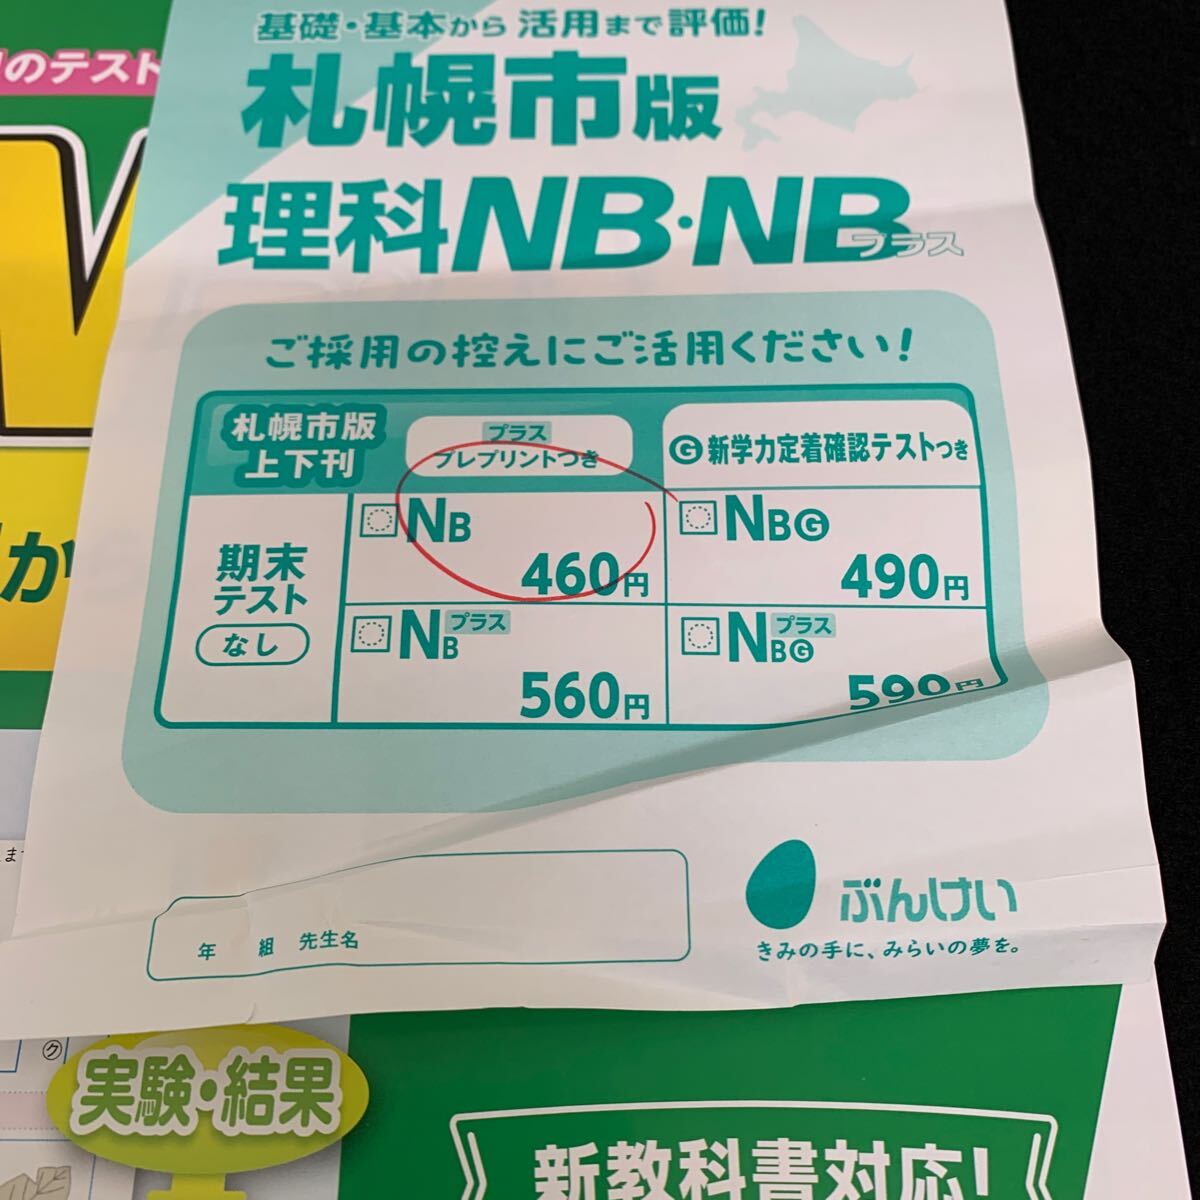 基礎・基本から活用まで評価!
のテスト
札幌市版
理科NB・NB
プラス
ご採用の控えにご活用ください!
札幌市版
上下刊
プラス
プレプリントつき
G 新学力定着確認テストつき
期末
テスト
なし
NB
460円
NBG
490円
NBプラス
560円
NBGプラス
590円
か
年 組 先生名
ぶんけい
きみの手に、みらいの夢を。
ク
実験・結果
新教科書対応!